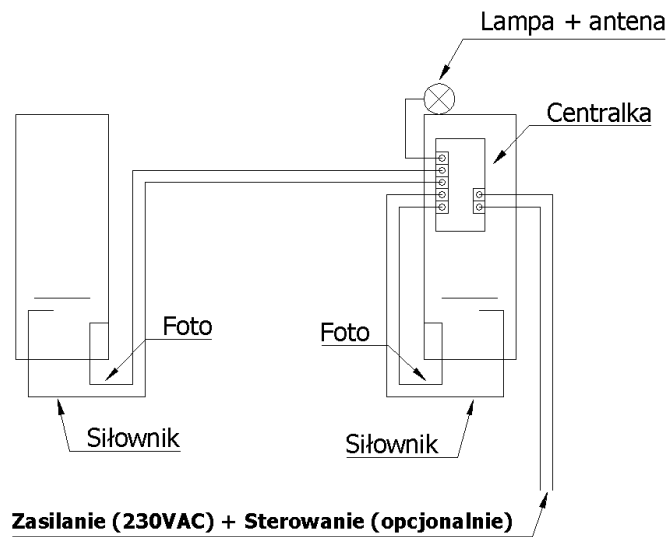 Lampa + antena
Centralka
Foto
Foto
Siłownik
Siłownik
Zasilanie (230VAC) + Sterowanie (opcjonalnie)